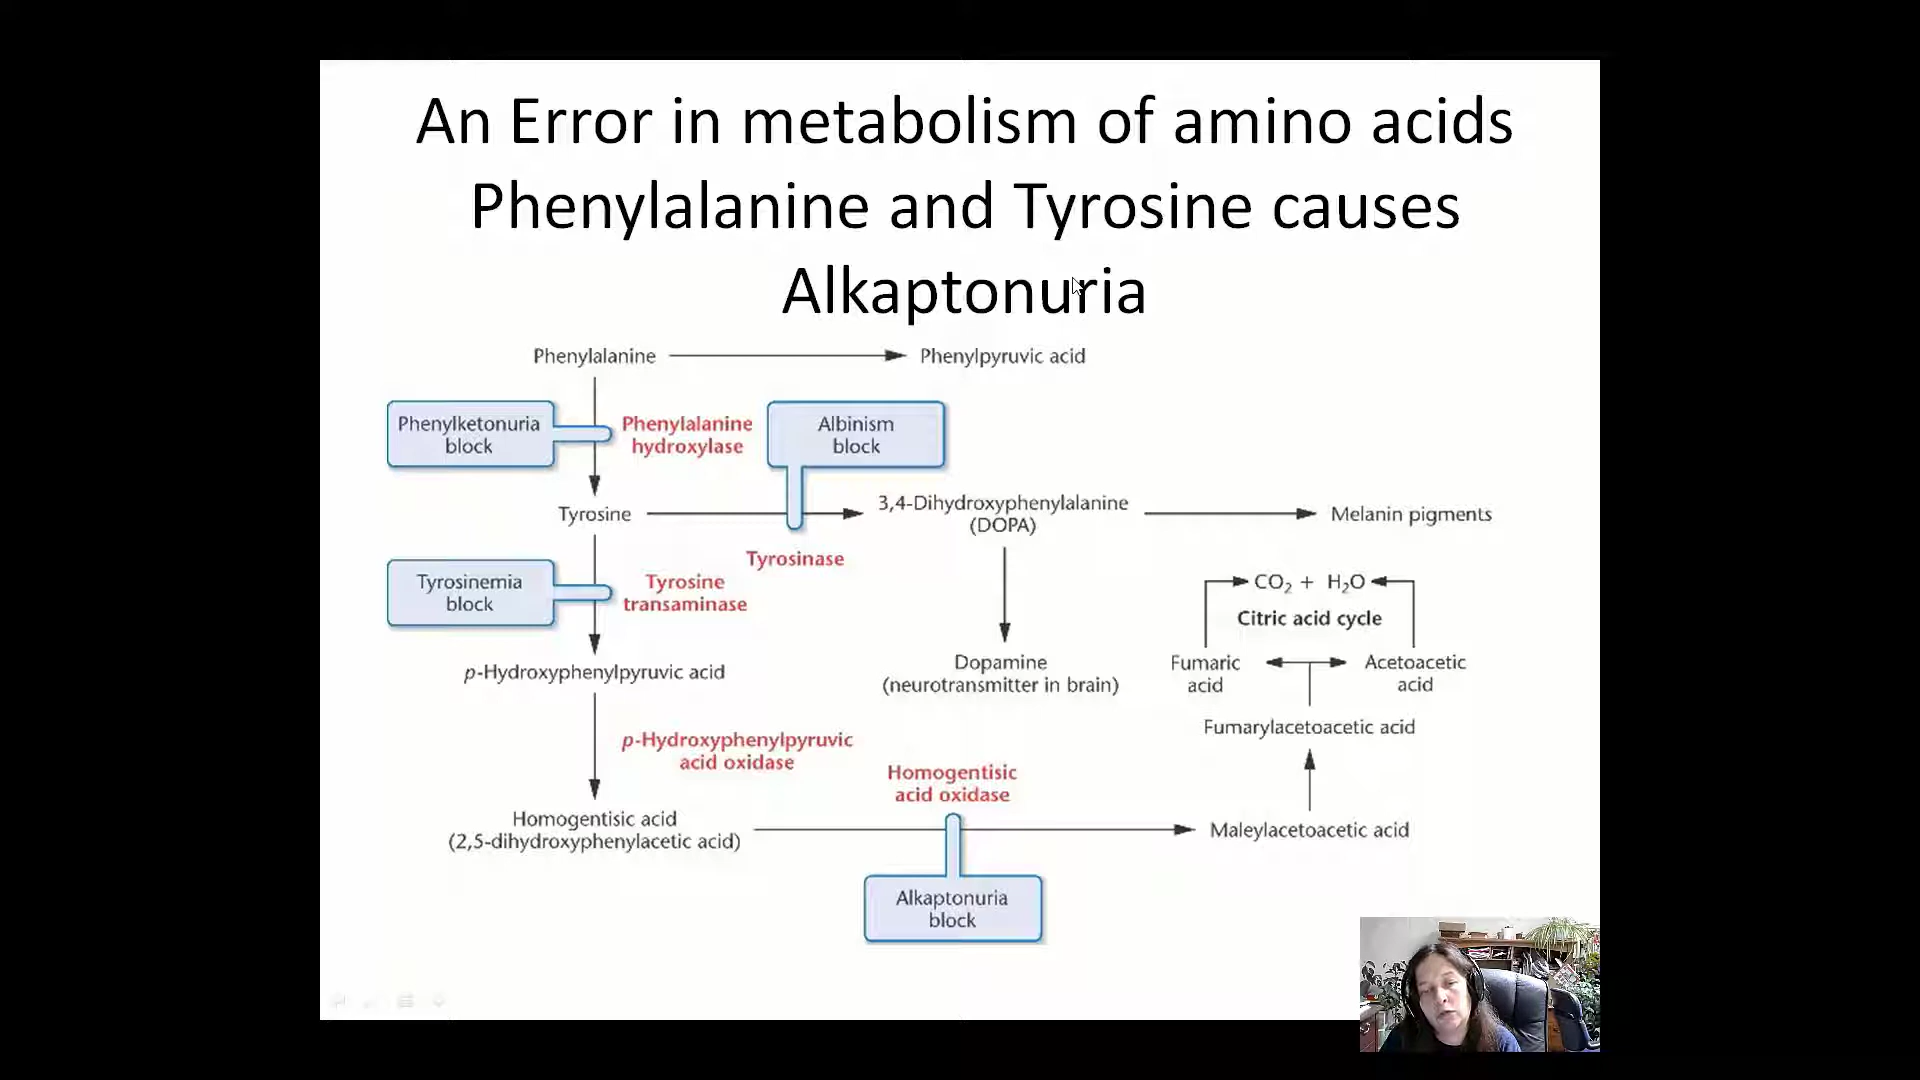 An Error in metabolism of amino acids
Phenylalanine and Tyrosine causes
Alkaptonuria
Phenylalanine
Phenylpyruvic acid
Phenylketonuria
block
Phenylalanine
hydroxylase
Albinism
block
Tyrosine
3,4-Dihydroxyphenylalanine
(DOPA)
Melanin pigments
Tyrosinase
Tyrosinemia
block
Tyrosine
transaminase
CO₂ + H₂O
Citric acid cycle
p-Hydroxyphenylpyruvic acid
Dopamine
(neurotransmitter in brain)
Fumaric
acid
Acetoacetic
acid
Fumarylacetoacetic acid
p-Hydroxyphenylpyruvic
acid oxidase
Homogentisic
acid oxidase
Homogentisic acid
(2,5-dihydroxyphenylacetic acid)
Maleylacetoacetic acid
Alkaptonuria
block